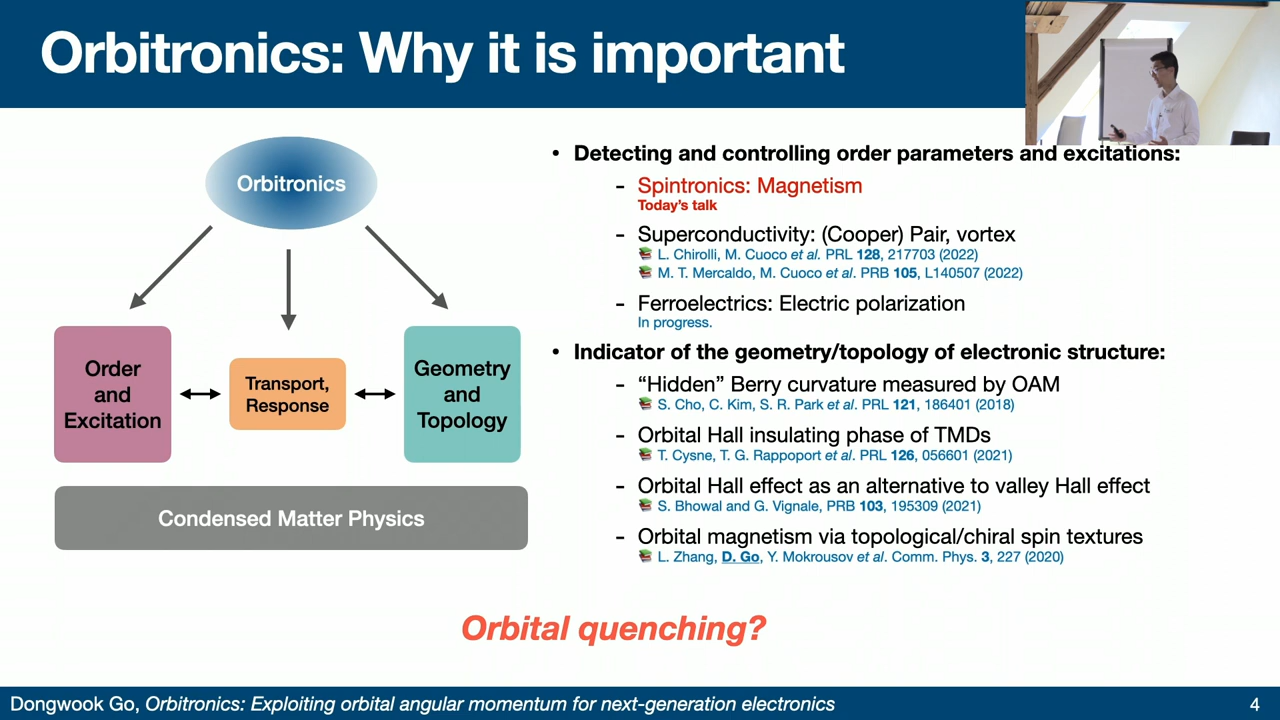 Orbitronics: Why it is important
Orbitronics
Order
and
Excitation
Transport,
Response
Geometry
and
Topology
Condensed Matter Physics
• Detecting and controlling order parameters and excitations:
- Spintronics: Magnetism
Today's talk
- Superconductivity: (Cooper) Pair, vortex
L. Chirolli, M. Cuoco et al. PRL 128, 217703 (2022)
M. T. Mercaldo, M. Cuoco et al. PRB 105, L140507 (2022)
- Ferroelectrics: Electric polarization
In progress.
• Indicator of the geometry/topology of electronic structure:
- “Hidden” Berry curvature measured by OAM
S. Cho, C. Kim, S. R. Park et al. PRL 121, 186401 (2018)
- Orbital Hall insulating phase of TMDs
T. Cysne, T. G. Rappoport et al. PRL 126, 056601 (2021)
- Orbital Hall effect as an alternative to valley Hall effect
S. Bhowal and G. Vignale, PRB 103, 195309 (2021)
- Orbital magnetism via topological/chiral spin textures
L. Zhang, D. Go, Y. Mokrousov et al. Comm. Phys. 3, 227 (2020)
Orbital quenching?
Dongwook Go, Orbitronics: Exploiting orbital angular momentum for next-generation electronics
4